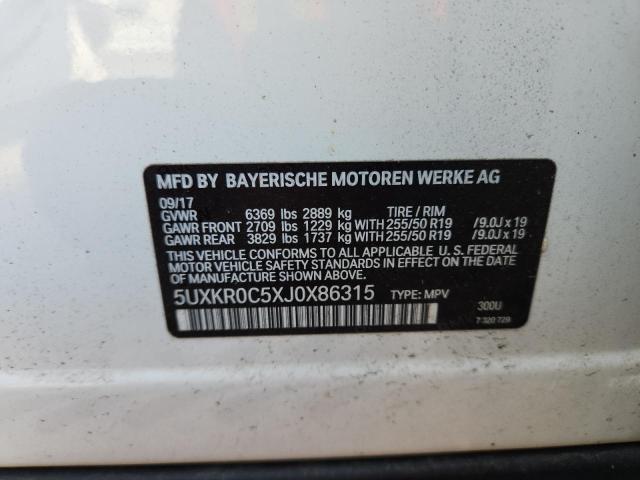 MFD BY BAYERISCHE MOTOREN WERKE AG
09/17
GVWR 6369 lbs 2889 kg TIRE / RIM
GAWR FRONT 2709 lbs 1229 kg WITH 255/50 R19 /9.0J x 19
GAWR REAR 3829 lbs 1737 kg WITH 255/50 R19 /9.0J x 19
THIS VEHICLE CONFORMS TO ALL APPLICABLE U.S. FEDERAL
MOTOR VEHICLE SAFETY STANDARDS IN EFFECT ON THE DATE
OF MANUFACTURE SHOWN ABOVE.
5UXKR0C5XJ0X86315 TYPE: MPV 300U
7 320 729